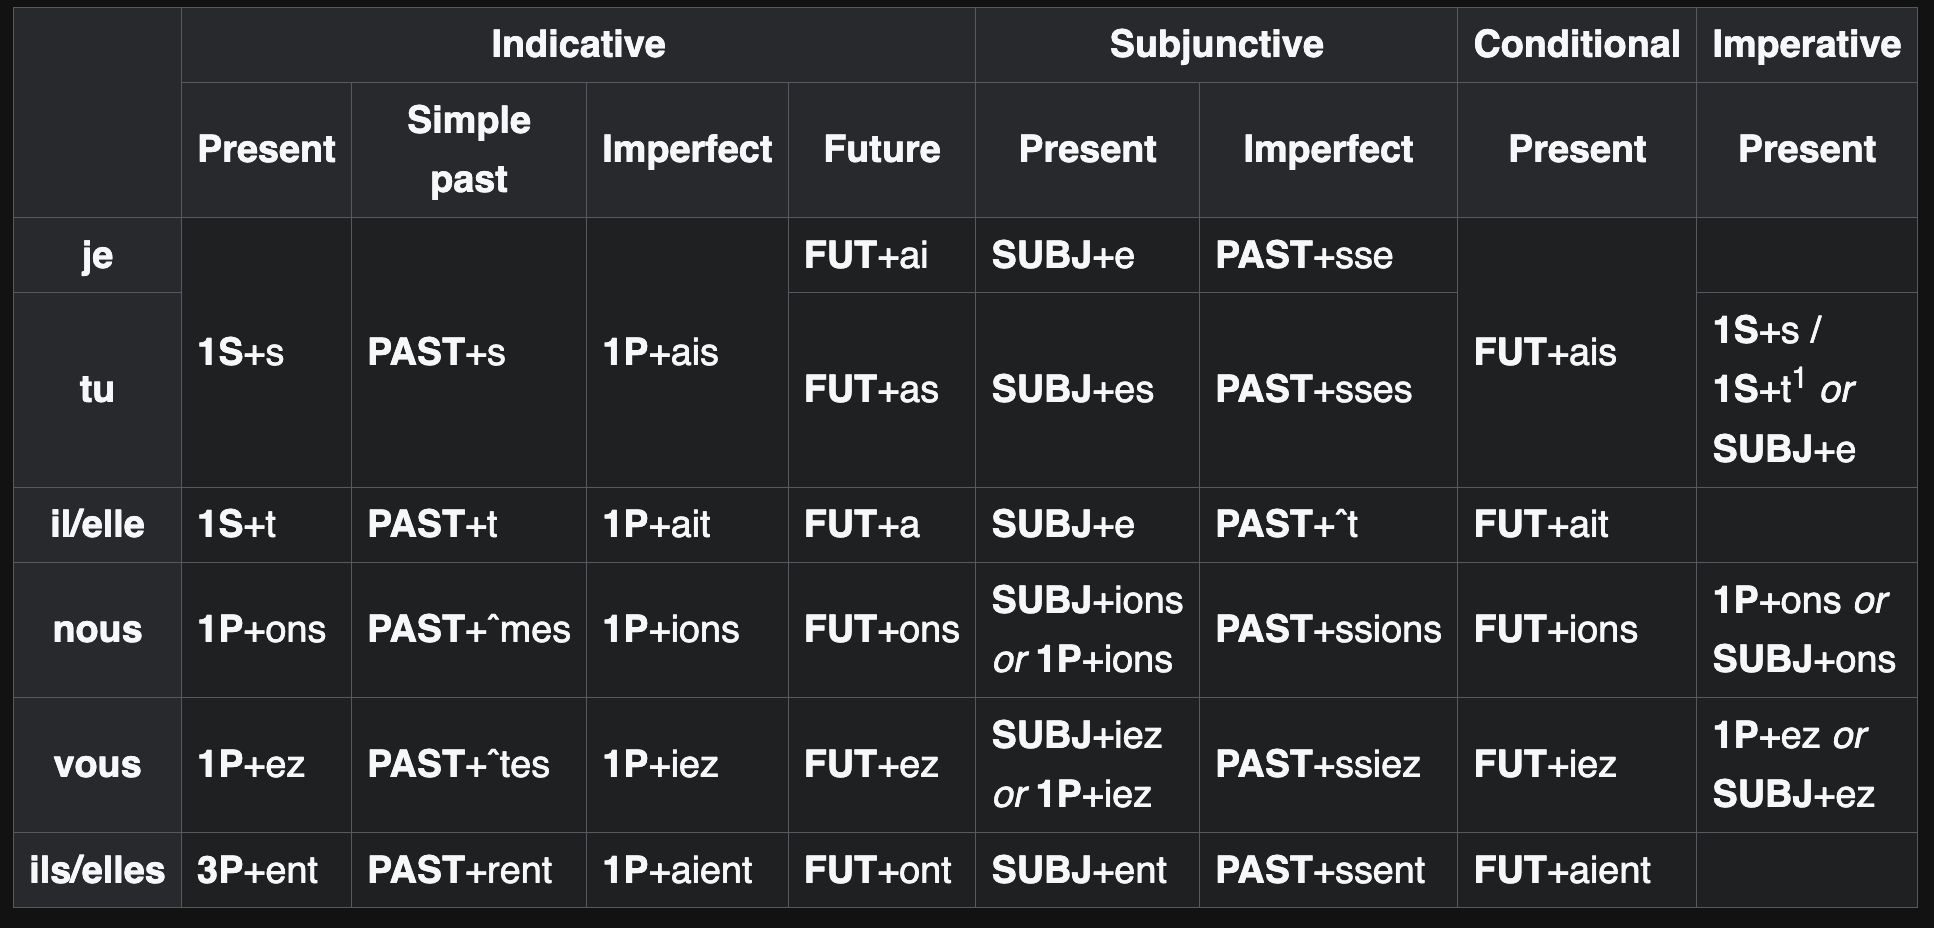 Indicative Subjunctive Conditional Imperative
Present Simple past Imperfect Future Present Imperfect Present Present
je 1S+s PAST+s 1P+ais FUT+ai SUBJ+e PAST+sse FUT+ais
tu FUT+as SUBJ+es PAST+sses 1S+s / 1S+t¹ or SUBJ+e
il/elle 1S+t PAST+t 1P+ait FUT+a SUBJ+e PAST+ˆt FUT+ait
nous 1P+ons PAST+ˆmes 1P+ions FUT+ons SUBJ+ions or 1P+ions PAST+ssions FUT+ions 1P+ons or SUBJ+ons
vous 1P+ez PAST+ˆtes 1P+iez FUT+ez SUBJ+iez or 1P+iez PAST+ssiez FUT+iez 1P+ez or SUBJ+ez
ils/elles 3P+ent PAST+rent 1P+aient FUT+ont SUBJ+ent PAST+ssent FUT+aient